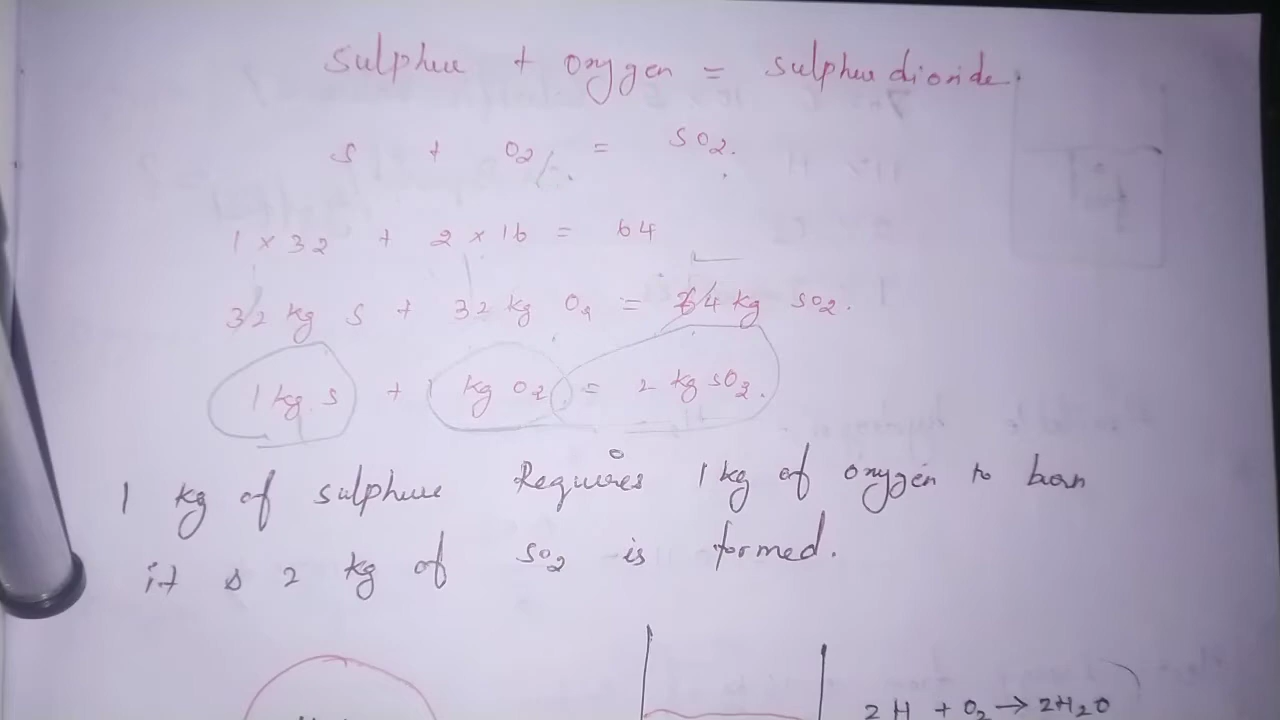 Sulphur + oxygen = sulphur dioxide.
S + O2 = SO2.
1 × 32 + 2 × 16 = 64
32 kg S + 32 kg O2 = 64 kg SO2.
1 kg S + 1 kg O2 = 2 kg SO2.
1 kg of sulphur Requires 1 kg of oxygen to burn
it & 2 kg of SO2 is formed.
2 H + O2 → 2H2O